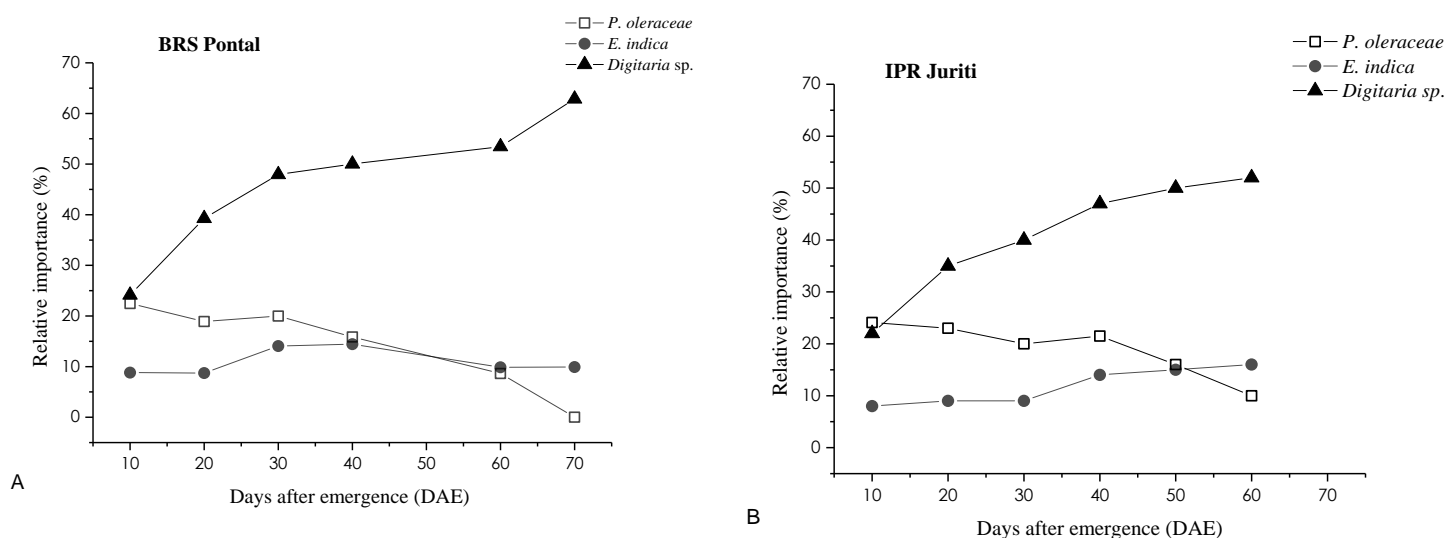 BRS Pontal
P. oleraceae
E. indica
Digitaria sp.
70
60
50
40
30
20
10
0
Relative importance (%)
10 20 30 40 50 60 70
Days after emergence (DAE)
A
IPR Juriti
P. oleraceae
E. indica
Digitaria sp.
70
60
50
40
30
20
10
0
Relative importance (%)
10 20 30 40 50 60 70
Days after emergence (DAE)
B